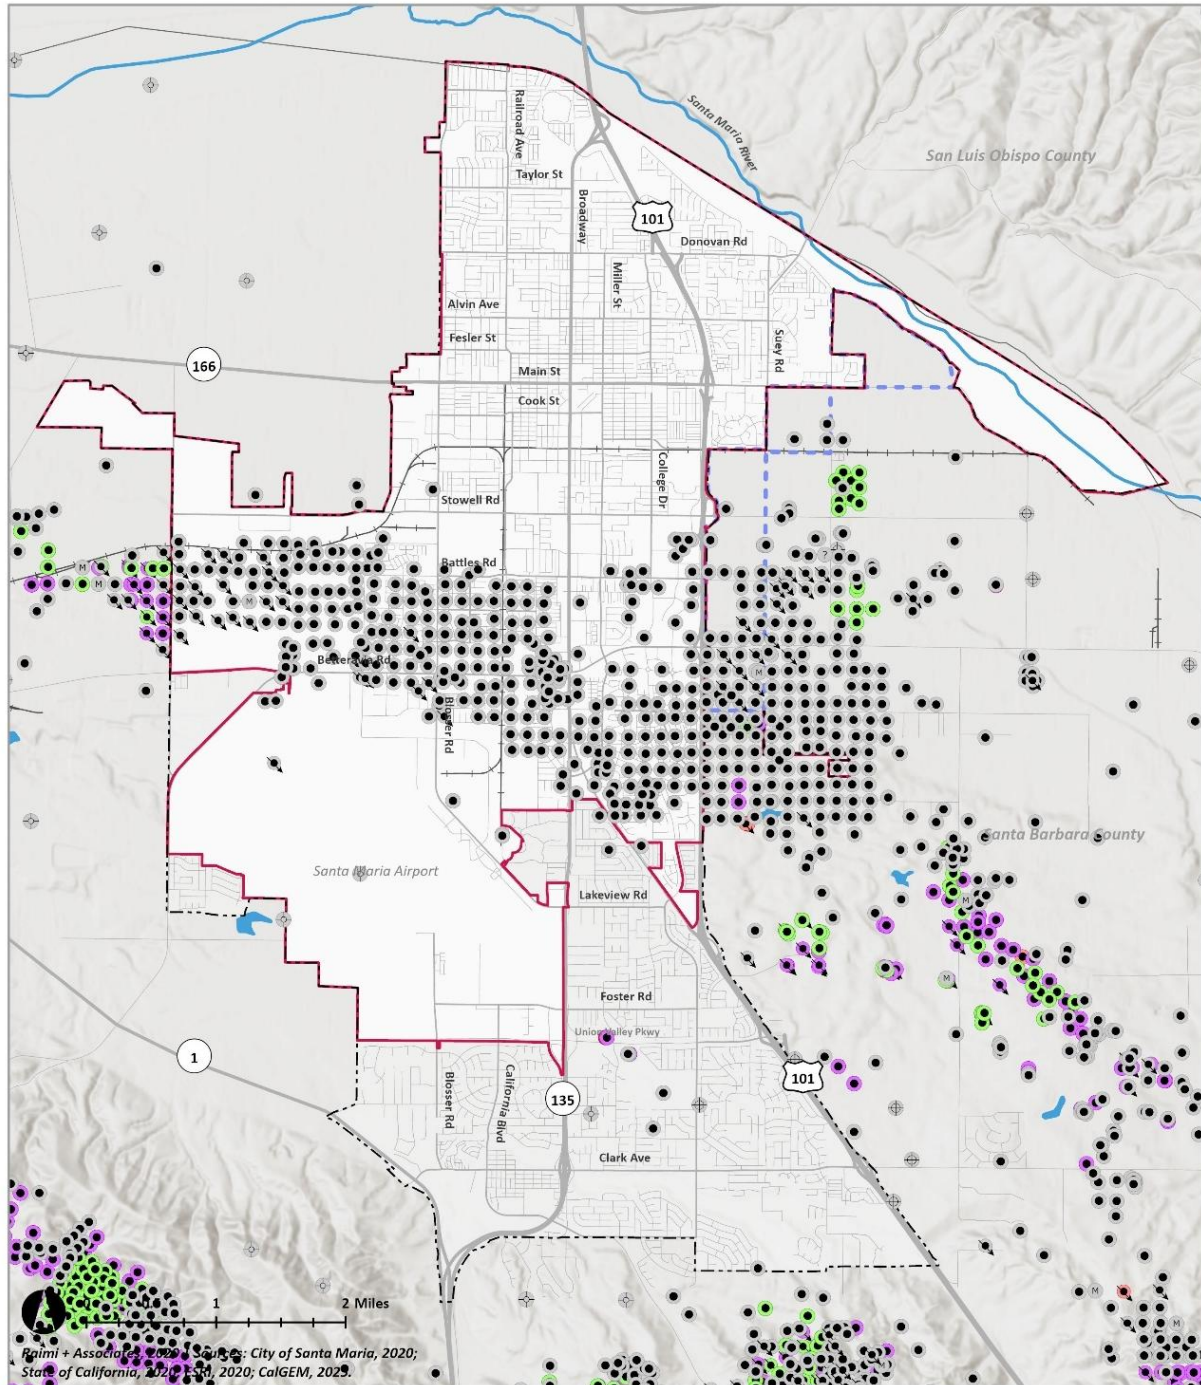 Santa Maria River
San Luis Obispo County
Railroad Ave
Taylor St
Broadway
101
Donovan Rd
Miller St
Alvin Ave
Fesler St
Suey Rd
166
Main St
Cook St
College Dr
Stowell Rd
Battles Rd
M
M
M
?
M
Betteravia Rd
Blosser Rd
Santa Barbara County
Santa Maria Airport
Lakeview Rd
M
M
Foster Rd
Union Valley Pkwy
1
101
Blosser Rd
California Blvd
135
Clark Ave
M
M
1
2 Miles
Raimi + Associates, 2020 | Sources: City of Santa Maria, 2020;
State of California, 2020; ESRI, 2020; CalGEM, 2023.